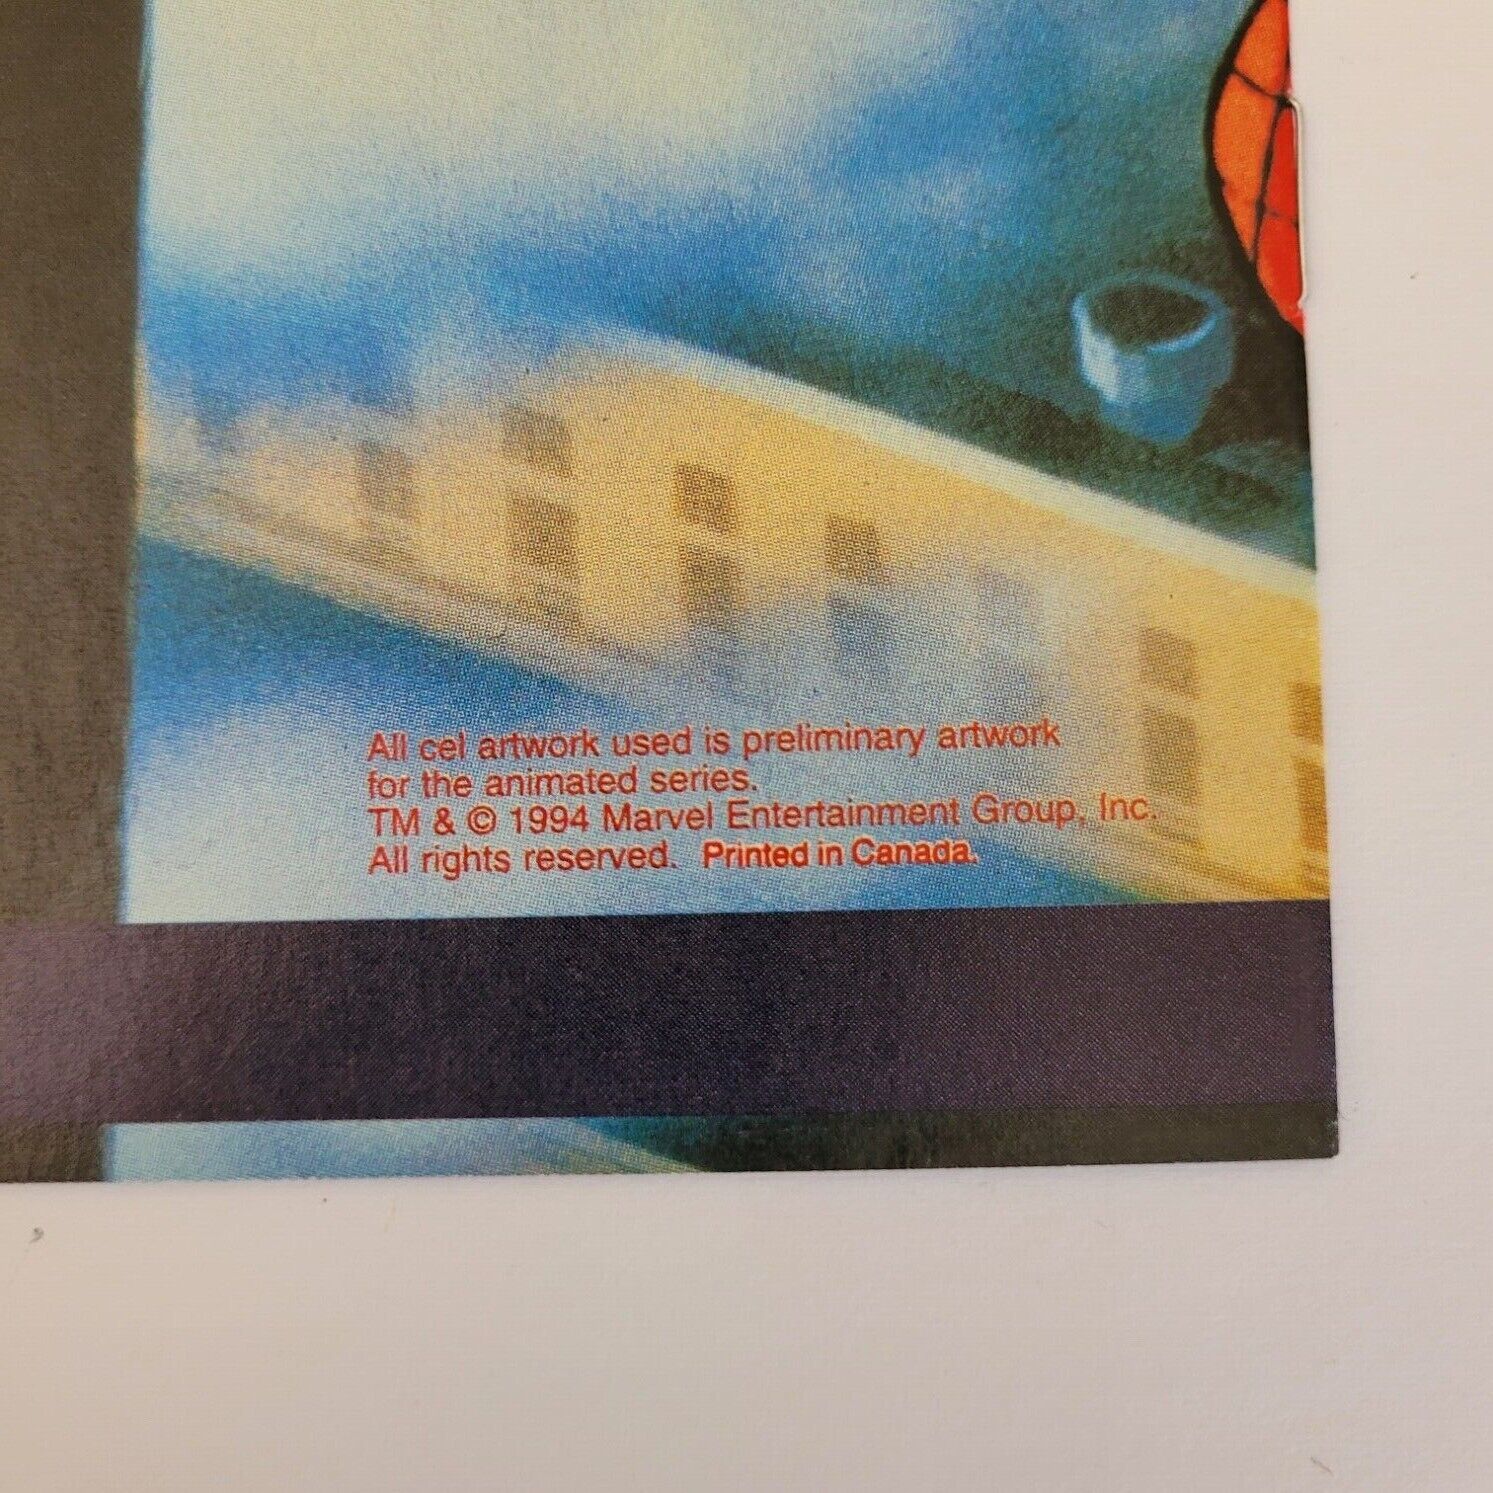 All cel artwork used is preliminary artwork
for the animated series.
TM & © 1994 Marvel Entertainment Group, Inc.
All rights reserved. Printed in Canada.